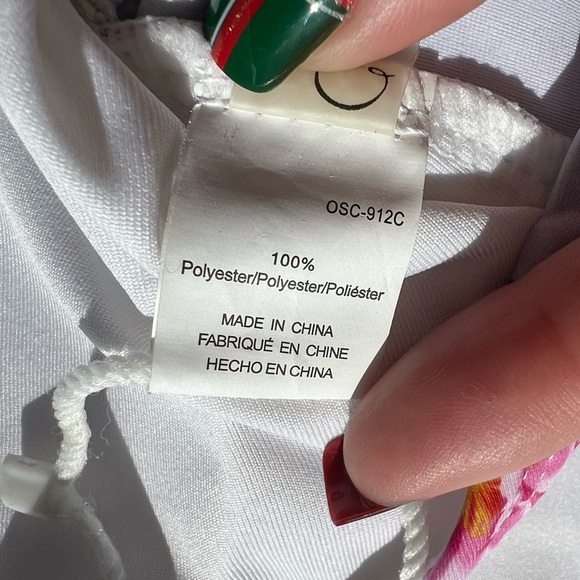 OSC-912C
100%
Polyester/Polyester/Poliéster
MADE IN CHINA
FABRIQUÉ EN CHINE
HECHO EN CHINA